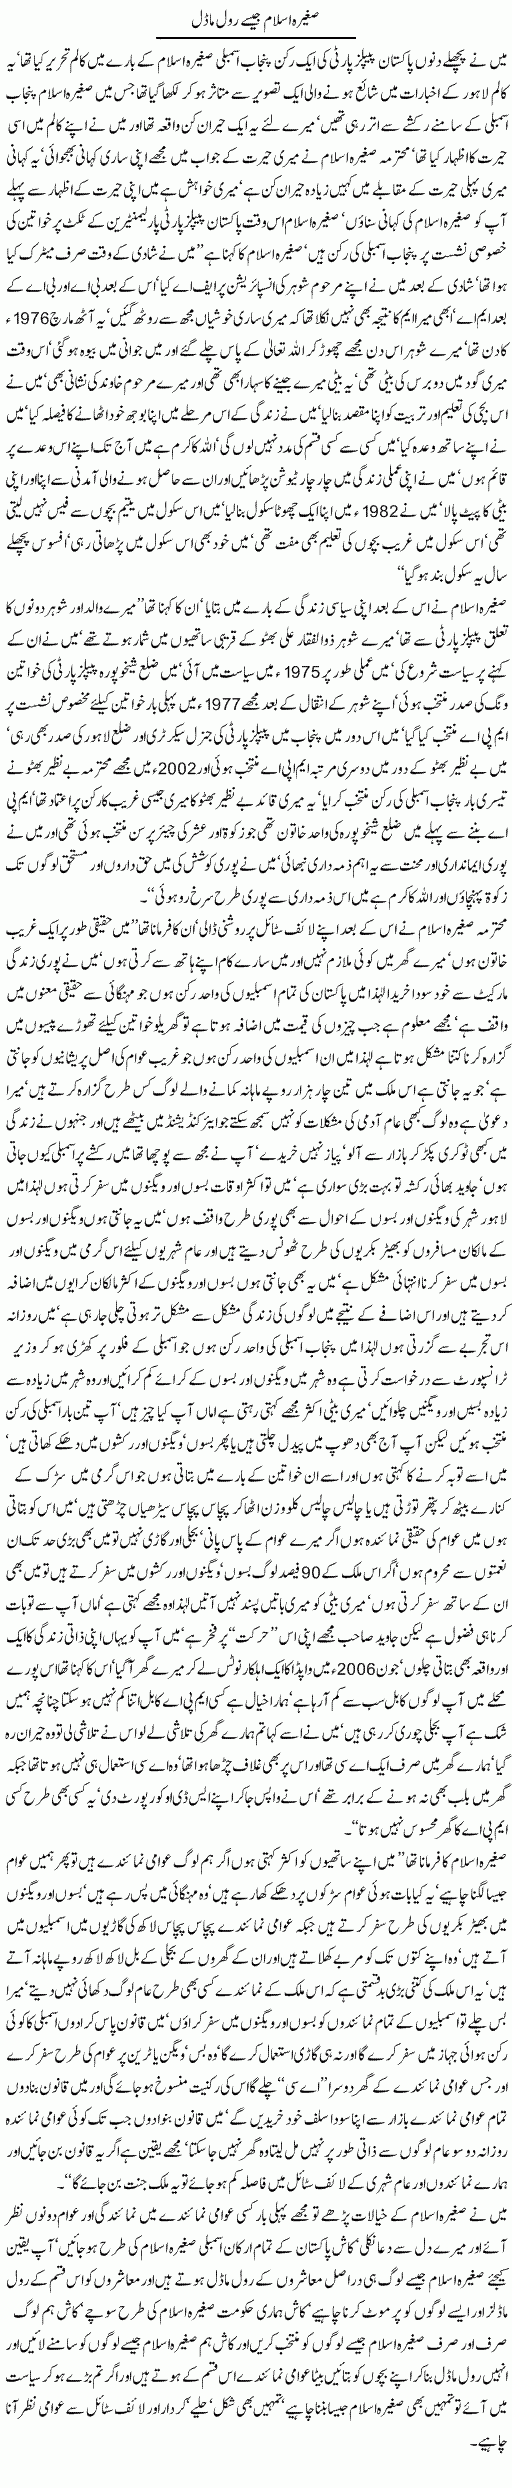 صغیرہ اسلام جیسے رول ماڈل
میں نے پچھلے دنوں پاکستان پیپلز پارٹی کی ایک رکن پنجاب اسمبلی صغیرہ اسلام کے بارے میں کالم تحریر کیا تھا‘ یہ
کالم لاہور کے اخبارات میں شائع ہونے والی ایک تصویر سے متاثر ہو کر لکھا گیا تھا جس میں صغیرہ اسلام پنجاب
اسمبلی کے سامنے رکشے سے اتر رہی تھیں‘ میرے لئے یہ ایک حیران کن واقعہ تھا اور میں نے اپنے کالم میں اسی
حیرت کا اظہار کیا تھا‘ محترمہ صغیرہ اسلام نے میری حیرت کے جواب میں مجھے اپنی ساری کہانی بھجوائی‘ یہ کہانی
میری پہلی حیرت کے مقابلے میں کہیں زیادہ حیران کن ہے‘ میری خواہش ہے میں اپنی حیرت کے اظہار سے پہلے
آپ کو صغیرہ اسلام کی کہانی سناؤں‘ صغیرہ اسلام اس وقت پاکستان پیپلز پارٹی پارلیمنٹیرین کے ٹکٹ پر خواتین کی
خصوصی نشست پر پنجاب اسمبلی کی رکن ہیں‘ صغیرہ اسلام کا کہنا ہے ’’میں نے شادی کے وقت صرف میٹرک کیا
ہوا تھا‘ شادی کے بعد میں نے اپنے مرحوم شوہر کی انسپائریشن پر ایف اے کیا‘ اس کے بعد بی اے اور بی اے کے
بعد ایم اے‘ ابھی میرا ایم کا نتیجہ بھی نہیں نکلا تھا کہ میری ساری خوشیاں مجھ سے روٹھ گئیں‘ یہ آٹھ مارچ 1976ء
کا دن تھا‘ میرے شوہر اس دن مجھے چھوڑ کر اللہ تعالیٰ کے پاس چلے گئے اور میں جوانی میں بیوہ ہو گئی‘ اس وقت
میری گود میں دو برس کی بیٹی تھی‘ یہ بیٹی میرے جینے کا سہارا بھی تھی اور میرے مرحوم خاوند کی نشانی بھی‘ میں نے
اس بچی کی تعلیم اور تربیت کو اپنا مقصد بنا لیا‘ میں نے زندگی کے اس مرحلے میں اپنا بوجھ خود اٹھانے کا فیصلہ کیا‘ میں
نے اپنے ساتھ وعدہ کیا‘ میں کسی سے کسی قسم کی مدد نہیں لوں گی‘ اللہ کا کرم ہے میں آج تک اپنے اس وعدے پر
قائم ہوں‘ میں نے اپنی عملی زندگی میں چار چار ٹیوشن پڑھائیں اور ان سے حاصل ہونے والی آمدنی سے اپنا اور اپنی
بیٹی کا پیٹ پالا‘ میں نے 1982ء میں اپنا ایک چھوٹا سکول بنا لیا‘ میں اس سکول میں یتیم بچوں سے فیس نہیں لیتی
تھی‘ اس سکول میں غریب بچوں کی تعلیم بھی مفت تھی‘ میں خود بھی اس سکول میں پڑھاتی رہی‘ افسوس پچھلے
سال یہ سکول بند ہو گیا‘‘
صغیرہ اسلام نے اس کے بعد اپنی سیاسی زندگی کے بارے میں بتایا‘ ان کا کہنا تھا ’’میرے والد اور شوہر دونوں کا
تعلق پیپلز پارٹی سے تھا‘ میرے شوہر ذوالفقار علی بھٹو کے قریبی ساتھیوں میں شمار ہوتے تھے‘ میں نے ان کے
کہنے پر سیاست شروع کی‘ میں عملی طور پر 1975ء میں سیاست میں آئی‘ میں ضلع شیخوپورہ پیپلز پارٹی کی خواتین
ونگ کی صدر منتخب ہوئی‘ اپنے شوہر کے انتقال کے بعد مجھے 1977ء میں پہلی بار خواتین کیلئے مخصوص نشست پر
ایم پی اے منتخب کیا گیا‘ میں اس دور میں پنجاب میں پیپلز پارٹی کی جنرل سیکرٹری اور ضلع لاہور کی صدر بھی رہی‘
میں بے نظیر بھٹو کے دور میں دوسری مرتبہ ایم اپی اے منتخب ہوئی اور 2002ء میں مجھے محترمہ بے نظیر بھٹو نے
تیسری بار پنجاب اسمبلی کی رکن منتخب کرایا‘ یہ میری قائد بے نظیر بھٹو کا میری جیسی غریب کارکن پر اعتماد تھا‘ ایم پی
اے بننے سے پہلے میں ضلع شیخوپورہ کی واحد خاتون تھی جو زکوۃ اور عشر کی چیئر پرسن منتخب ہوئی تھی اور میں نے
پوری ایمانداری اور محنت سے یہ اہم ذمہ داری نبھائی‘ میں نے پوری کوشش کی میں حق داروں اور مستحق لوگوں تک
زکوۃ پہنچاؤں اور اللہ کا کرم ہے میں اس ذمہ داری سے پوری طرح سرخ رو ہوئی‘‘۔
محترمہ صغیرہ اسلام نے اس کے بعد اپنے لائف سٹائل پر روشنی ڈالی‘ ان کا فرمانا تھا ’’میں حقیقی طور پر ایک غریب
خاتون ہوں‘ میرے گھر میں کوئی ملازم نہیں اور میں سارے کام اپنے ہاتھ سے کرتی ہوں‘ میں نے پوری زندگی
مارکیٹ سے خود سودا خریدا لہٰذا میں پاکستان کی تمام اسمبلیوں کی واحد رکن ہوں جو مہنگائی سے حقیقی معنوں میں
واقف ہے‘ مجھے معلوم ہے جب چیزوں کی قیمت میں اضافہ ہوتا ہے تو گھریلو خواتین کیلئے تھوڑے پیسوں میں
گزارہ کرنا کتنا مشکل ہوتا ہے لہٰذا میں ان اسمبلیوں کی واحد رکن ہوں جو غریب عوام کی اصل پریشانیوں کو جانتی
ہے‘ جو یہ جانتی ہے اس ملک میں تین چار ہزار روپے ماہانہ کمانے والے لوگ کس طرح گزارہ کرتے ہیں‘ میرا
دعویٰ ہے وہ لوگ بھی عام آدمی کی مشکلات کو نہیں سمجھ سکتے جو ایئر کنڈیشنڈ میں بیٹھے ہیں اور جنہوں نے زندگی
میں کبھی ٹوکری پکڑ کر بازار سے آلو‘ پیاز نہیں خریدے‘ آپ نے مجھ سے پوچھا تھا میں رکشے پر اسمبلی کیوں جاتی
ہوں‘ جاوید بھائی رکشہ تو بہت بڑی سواری ہے‘ میں تو اکثر اوقات بسوں اور ویگنوں میں سفر کرتی ہوں لہٰذا میں
لاہور شہر کی ویگنوں اور بسوں کے احوال سے بھی پوری طرح واقف ہوں‘ میں یہ جانتی ہوں ویگنوں اور بسوں
کے مالکان مسافروں کو بھیڑ بکریوں کی طرح ٹھونس دیتے ہیں اور عام شہریوں کیلئے اس گرمی میں ویگنوں اور
بسوں میں سفر کرنا انتہائی مشکل ہے‘ میں یہ بھی جانتی ہوں بسوں اور ویگنوں کے اکثر مالکان کرایوں میں اضافہ
کر دیتے ہیں اور اس اضافے کے نتیجے میں لوگوں کی زندگی مشکل سے مشکل تر ہوتی چلی جا رہی ہے‘ میں روزانہ
اس تجربے سے گزرتی ہوں لہٰذا میں پنجاب اسمبلی کی واحد رکن ہوں جو اسمبلی کے فلور پر کھڑی ہو کر وزیر
ٹرانسپورٹ سے درخواست کرتی ہے وہ شہر میں ویگنوں اور بسوں کے کرائے کم کرائیں اور وہ شہر میں زیادہ سے
زیادہ بسیں اور ویگنیں چلوائیں‘ میری بیٹی اکثر مجھے کہتی رہتی ہے اماں آپ کیا چیز ہیں‘ آپ تین بار اسمبلی کی رکن
منتخب ہوئیں لیکن آپ آج بھی دھوپ میں پیدل چلتی ہیں یا پھر بسوں‘ ویگنوں اور رکشوں میں دھکے کھاتی ہیں‘
میں اسے توبہ کرنے کا کہتی ہوں اور اسے ان خواتین کے بارے میں بتاتی ہوں جو اس گرمی میں سڑک کے
کنارے بیٹھ کر پتھر توڑتی ہیں یا چالیس چالیس کلو وزن اٹھا کر پچاس پچاس سیڑھیاں چڑھتی ہیں‘ میں اس کو بتاتی
ہوں میں عوام کی حقیقی نمائندہ ہوں اگر میرے عوام کے پاس پانی‘ بجلی اور گاڑی نہیں تو میں بھی بڑی حد تک ان
نعمتوں سے محروم ہوں‘ اگر اس ملک کے 90 فیصد لوگ بسوں‘ ویگنوں اور رکشوں میں سفر کرتے ہیں تو میں بھی
ان کے ساتھ سفر کرتی ہوں‘ میری بیٹی کو میری باتیں پسند نہیں آتیں لہٰذا وہ مجھے کہتی ہے‘ اماں آپ سے تو بات
کرنا ہی فضول ہے لیکن جاوید صاحب مجھے اپنی اس ’’حرکت‘‘ پر فخر ہے‘ میں آپ کو یہاں اپنی ذاتی زندگی کا ایک
اور واقعہ بھی بتاتی چلوں‘ جون 2006ء میں واپڈا کا ایک اہلکار نوٹس لے کر میرے گھر آ گیا‘ اس کا کہنا تھا اس پورے
محلے میں آپ لوگوں کا بل سب سے کم آ رہا ہے‘ ہمارا خیال ہے کسی ایم پی اے کا بل اتنا کم نہیں ہو سکتا چنانچہ ہمیں
شک ہے آپ بجلی چوری کر رہی ہیں‘ میں نے اسے کہا تم ہمارے گھر کی تلاشی لے لو اس نے تلاشی لی تو وہ حیران رہ
گیا‘ ہمارے گھر میں صرف ایک اے سی تھا اور اس پر بھی غلاف چڑھا ہوا تھا‘ وہ اے سی استعمال ہی نہیں ہوتا تھا جبکہ
گھر میں بلب بھی نہ ہونے کے برابر تھے‘ اس نے واپس جا کر اپنے ایس ڈی او کو رپورٹ دی‘ یہ کسی بھی طرح کسی
ایم پی اے کا گھر محسوس نہیں ہوتا‘‘۔
صغیرہ اسلام کا فرمانا تھا ’’میں اپنے ساتھیوں کو اکثر کہتی ہوں اگر ہم لوگ عوامی نمائندے ہیں تو پھر ہمیں عوام
جیسا لگنا چاہیے‘ یہ کیا بات ہوئی عوام سڑکوں پر دھکے کھا رہے ہیں‘ وہ مہنگائی میں پس رہے ہیں‘ بسوں اور ویگنوں
میں بھیڑ بکریوں کی طرح سفر کرتے ہیں جبکہ عوامی نمائندے پچاس پچاس لاکھ کی گاڑیوں میں اسمبلیوں میں
آتے ہیں‘ وہ اپنے کتوں تک کو مربے کھلاتے ہیں اور ان کے گھروں کے بجلی کے بل لاکھ لاکھ روپے ماہانہ آتے
ہیں‘ یہ اس ملک کی کتنی بڑی بدقسمتی ہے کہ اس ملک کے نمائندے کسی بھی طرح عام لوگ دکھائی نہیں دیتے‘ میرا
بس چلے تو اسمبلیوں کے تمام نمائندوں کو بسوں اور ویگنوں میں سفر کراؤں‘ میں قانون پاس کرا دوں اسمبلی کا کوئی
رکن ہوائی جہاز میں سفر کرے گا اور نہ ہی گاڑی استعمال کرے گا‘ وہ بس‘ ویگن یا ٹرین پر عوام کی طرح سفر کرے
اور جس عوامی نمائندے کے گھر دوسرا ’’اے سی‘‘ چلے گا اس کی رکنیت منسوخ ہو جائے گی اور میں قانون بنا دوں
تمام عوامی نمائندے بازار سے اپنا سودا سلف خود خریدیں گے‘ میں قانون بنوا دوں جب تک کوئی عوامی نمائندہ
روزانہ دو سو عام لوگوں سے ذاتی طور پر نہیں مل لیتا وہ گھر نہیں جا سکتا‘ مجھے یقین ہے اگر یہ قانون بن جائیں اور
ہمارے نمائندوں اور عام شہری کے لائف سٹائل میں فاصلہ کم ہو جائے تو یہ ملک جنت بن جائے گا‘‘۔
میں نے صغیرہ اسلام کے خیالات پڑھے تو مجھے پہلی بار کسی عوامی نمائندے میں نمائندگی اور عوام دونوں نظر
آئے اور میرے دل سے دعا نکلی‘ کاش پاکستان کے تمام ارکان اسمبلی صغیرہ اسلام کی طرح ہو جائیں‘ آپ یقین
کیجئے صغیرہ اسلام جیسے لوگ ہی دراصل معاشروں کے رول ماڈل ہوتے ہیں اور معاشروں کو اس قسم کے رول
ماڈلز اور ایسے لوگوں کو پرموٹ کرنا چاہیے‘ کاش ہماری حکومت صغیرہ اسلام کی طرح سوچے‘ کاش ہم لوگ
صرف اور صرف صغیرہ اسلام جیسے لوگوں کو منتخب کریں اور کاش ہم صغیرہ اسلام جیسے لوگوں کو سامنے لائیں اور
انہیں رول ماڈل بنا کر اپنے بچوں کو بتائیں بیٹا عوامی نمائندے اس قسم کے ہوتے ہیں اور اگر تم بڑے ہو کر سیاست
میں آئے تو تمہیں بھی صغیرہ اسلام جیسا بننا چاہیے‘ تمہیں بھی شکل‘ حلیے‘ کردار اور لائف سٹائل سے عوامی نظر آنا
چاہیے۔